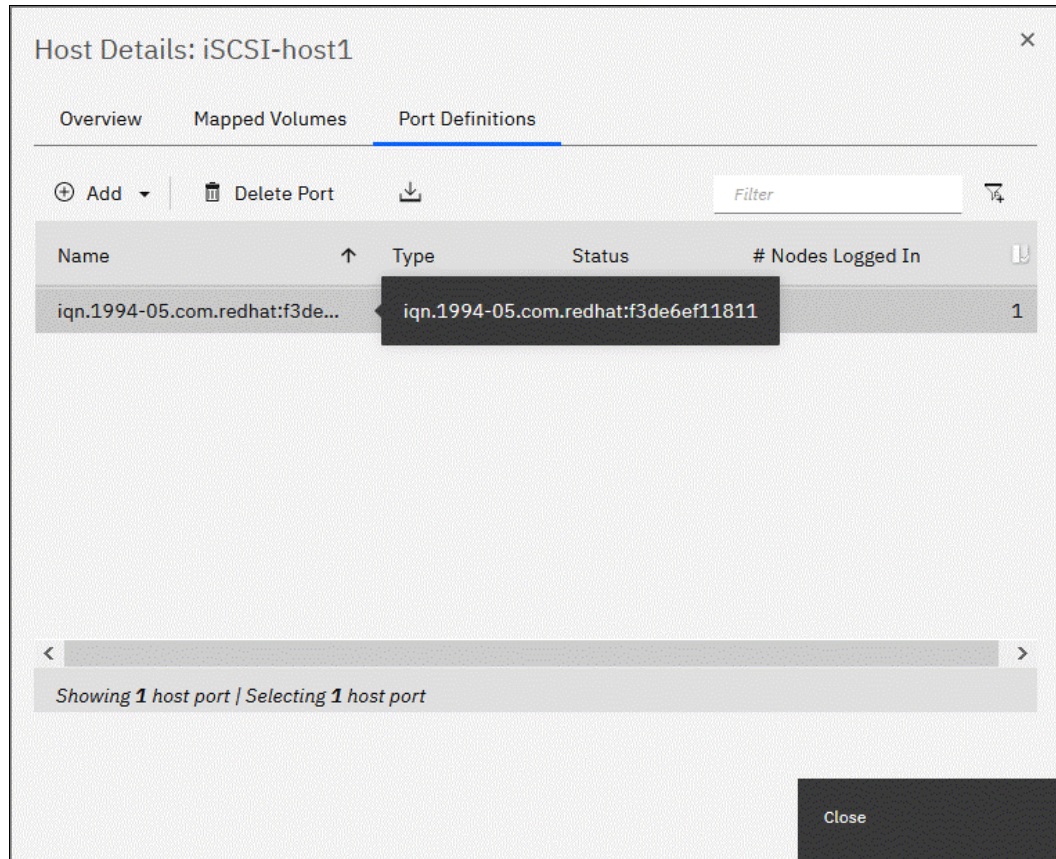 Host Details: iSCSI-host1
Overview Mapped Volumes Port Definitions
Add Delete Port Filter
Name Type Status # Nodes Logged In
iqn.1994-05.com.redhat:f3de... iqn.1994-05.com.redhat:f3de6ef11811 1
Showing 1 host port | Selecting 1 host port
Close